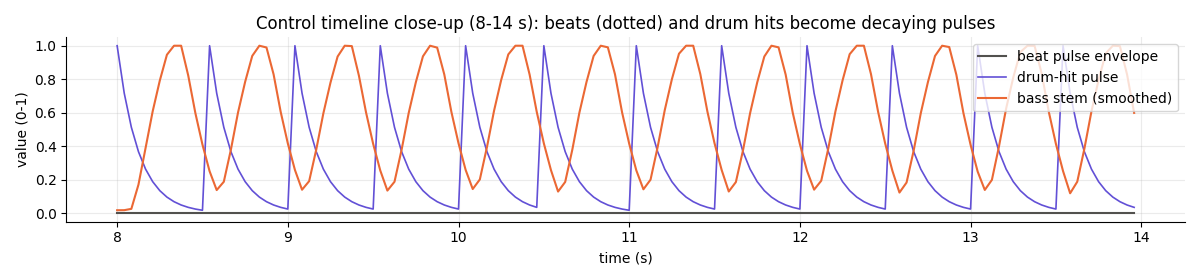 Control timeline close-up (8-14 s): beats (dotted) and drum hits become decaying pulses
value (0-1)
1.0
0.8
0.6
0.4
0.2
0.0
beat pulse envelope
drum-hit pulse
bass stem (smoothed)
8
9
10
11
12
13
14
time (s)